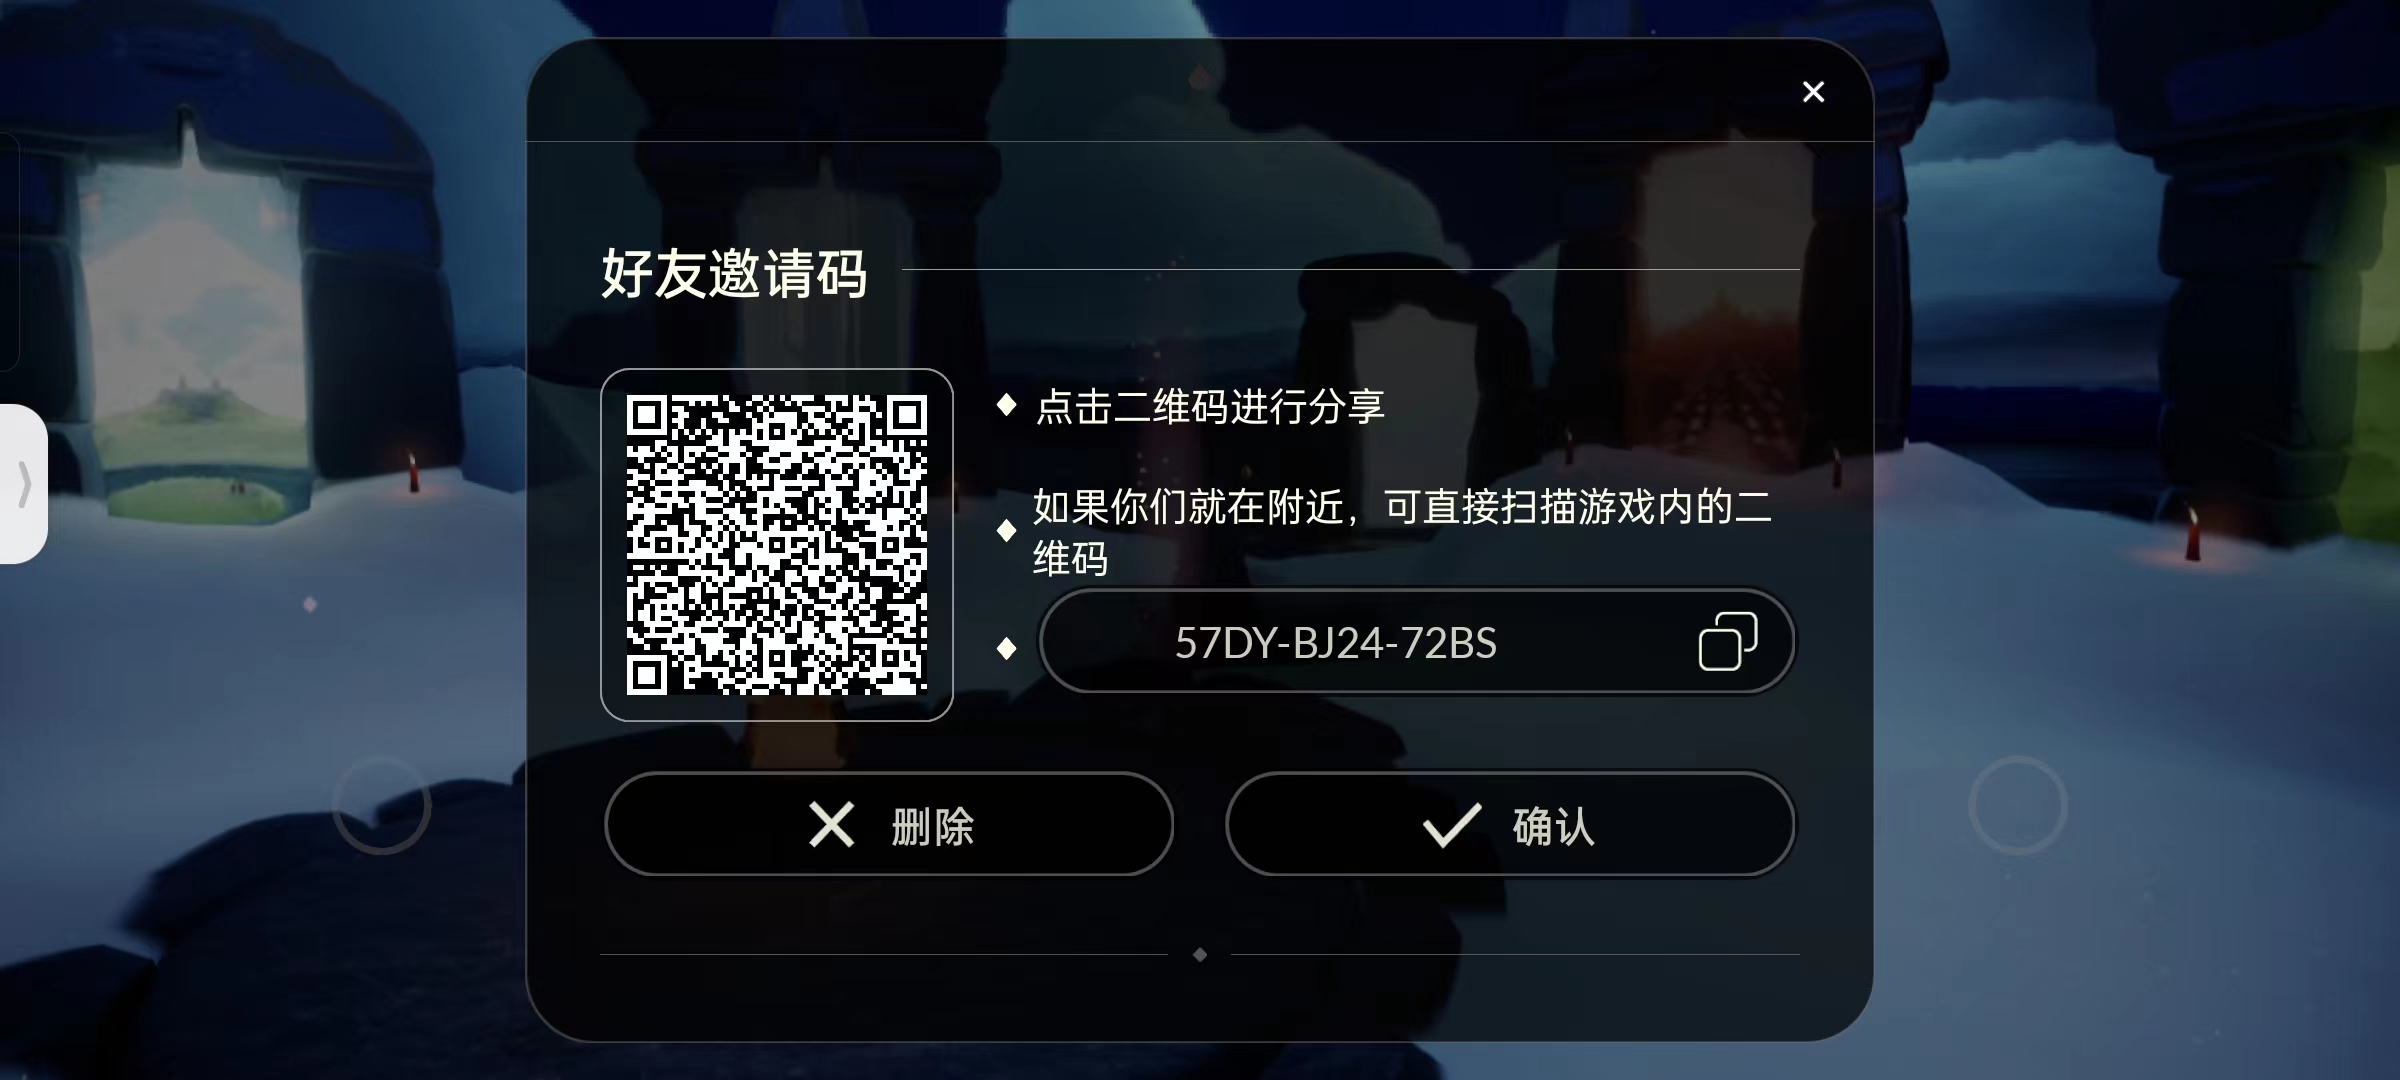 好友邀请码
点击二维码进行分享
如果你们就在附近，可直接扫描游戏内的二
维码
57DY-BJ24-72BS
删除
确认